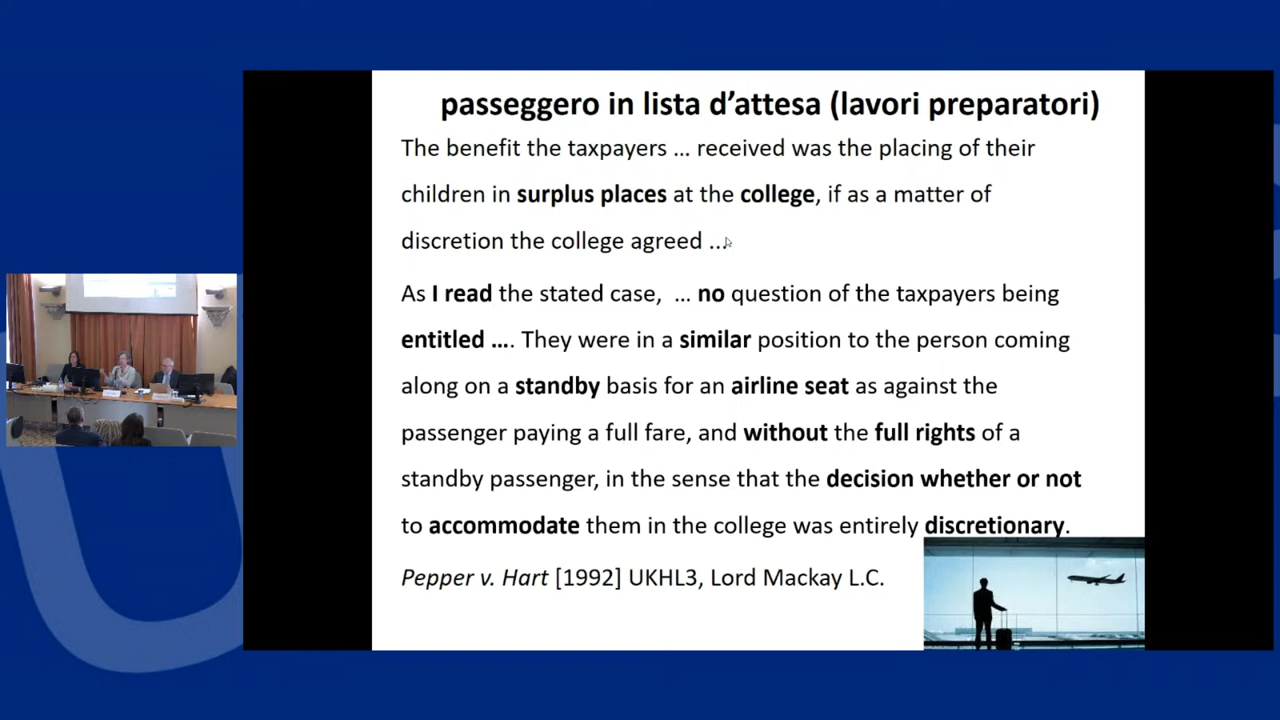 passeggero in lista d’attesa (lavori preparatori)
The benefit the taxpayers … received was the placing of their
children in surplus places at the college, if as a matter of
discretion the college agreed …
As I read the stated case,  … no question of the taxpayers being
entitled …. They were in a similar position to the person coming
along on a standby basis for an airline seat as against the
passenger paying a full fare, and without the full rights of a
standby passenger, in the sense that the decision whether or not
to accommodate them in the college was entirely discretionary.
Pepper v. Hart [1992] UKHL3, Lord Mackay L.C.